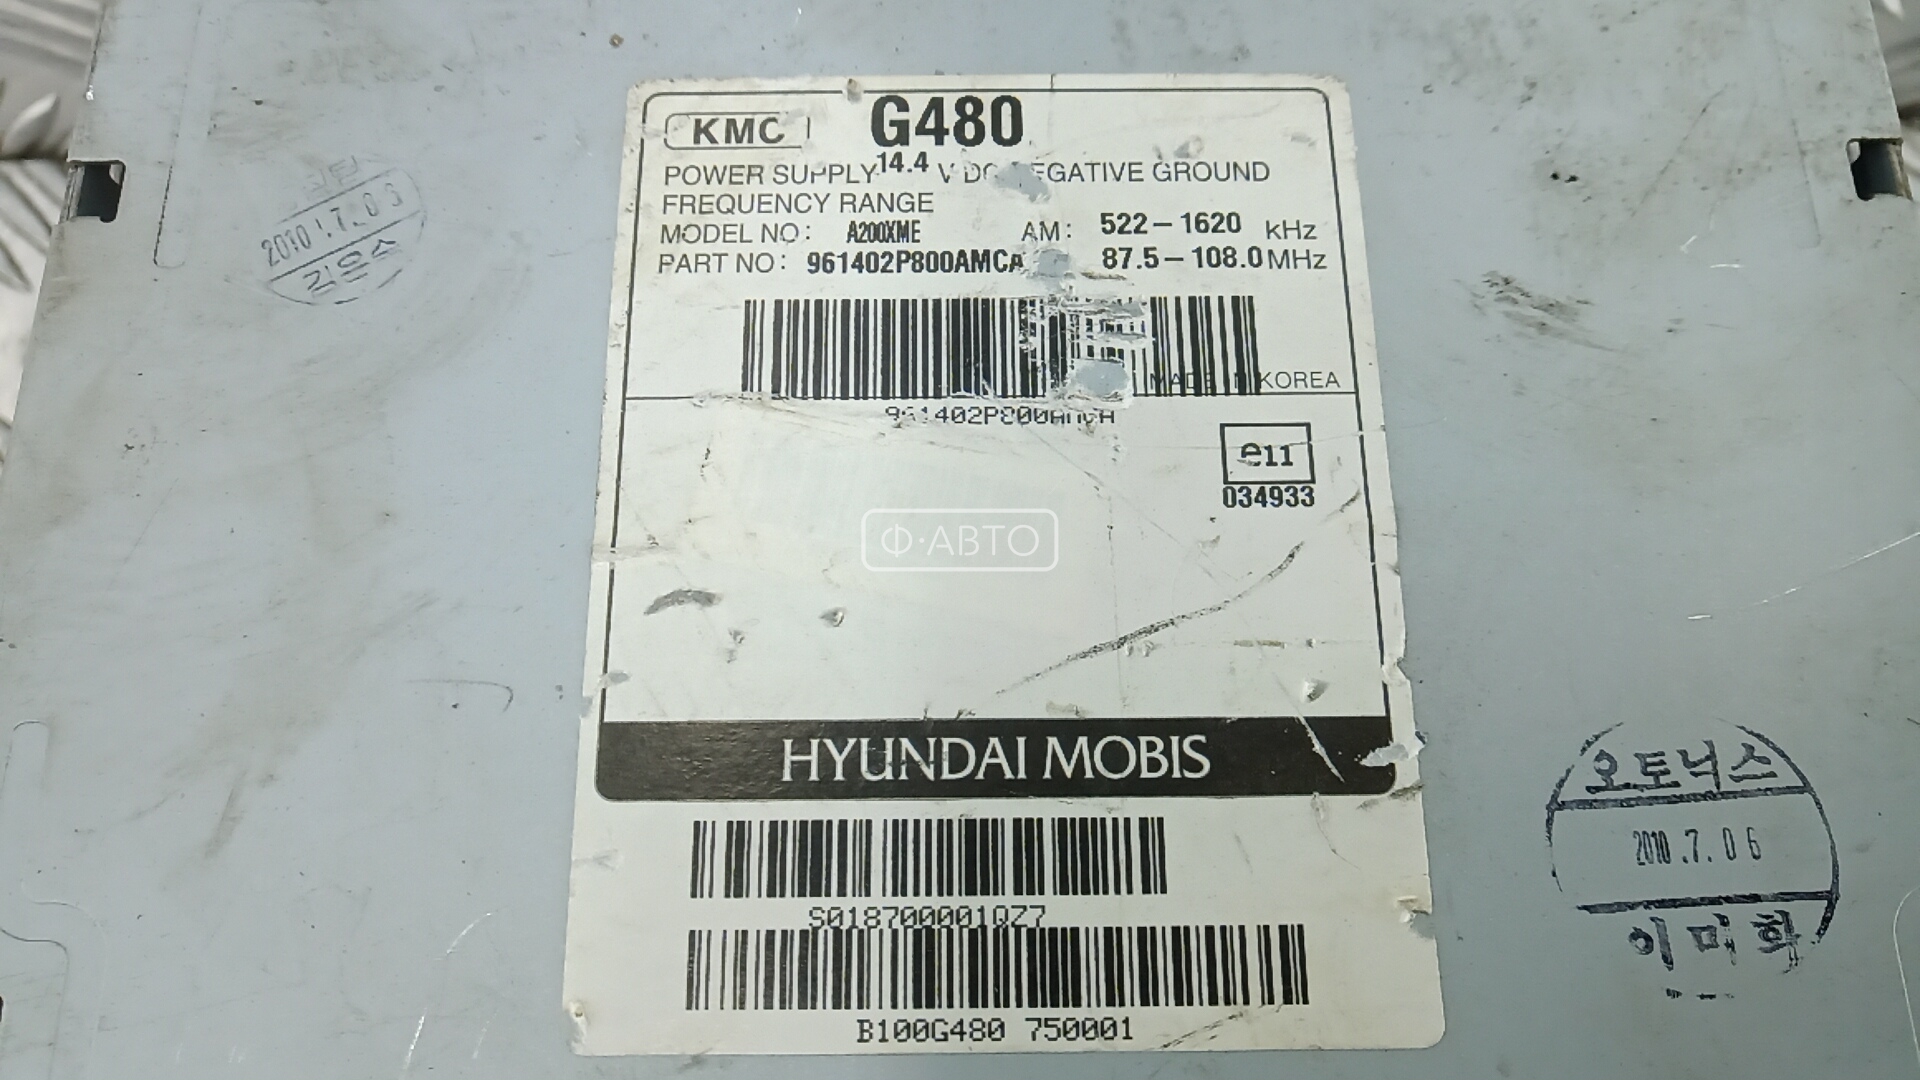 KMC G480
POWER SUPPLY 14.4 V DC NEGATIVE GROUND
FREQUENCY RANGE
MODEL NO: A200XME AM: 522-1620 kHz
PART NO: 961402P800AMCA 87.5-108.0 MHz
MADE IN KOREA
961402P800AMCA
e11
034933
Ф·АВТО
HYUNDAI MOBIS
S018700001QZ7
B100G480 750001
2010.7.06
오토닉스
2010.7.06
이미학